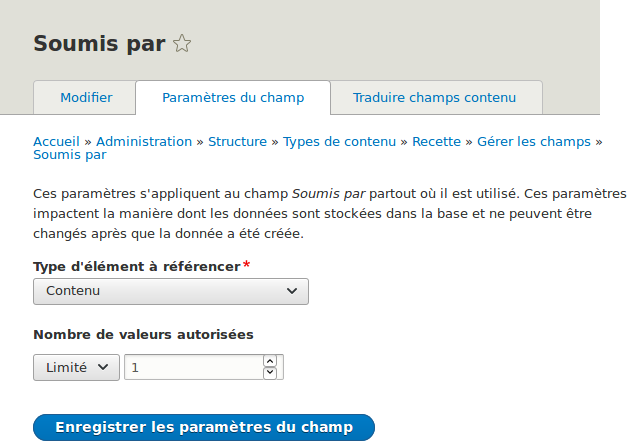 Soumis par
Modifier
Paramètres du champ
Traduire champs contenu
Accueil » Administration » Structure » Types de contenu » Recette » Gérer les champs »
Soumis par
Ces paramètres s'appliquent au champ Soumis par partout où il est utilisé. Ces paramètres
impactent la manière dont les données sont stockées dans la base et ne peuvent être
changés après que la donnée a été créée.
Type d'élément à référencer*
Contenu
Nombre de valeurs autorisées
Limité 1
Enregistrer les paramètres du champ